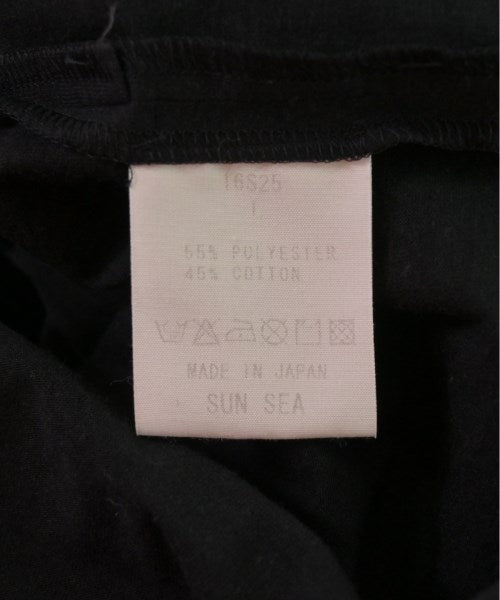 16S25
1
55% POLYESTER
45% COTTON
MADE IN JAPAN
SUN SEA